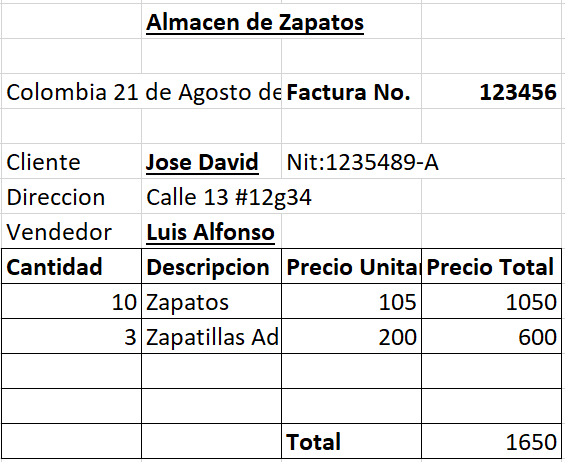 Almacen de Zapatos
Colombia 21 de Agosto de Factura No. 123456
Cliente Jose David Nit:1235489-A
Direccion Calle 13 #12g34
Vendedor Luis Alfonso
Cantidad Descripcion Precio Unita Precio Total
10 Zapatos 105 1050
3 Zapatillas Ad 200 600
Total 1650